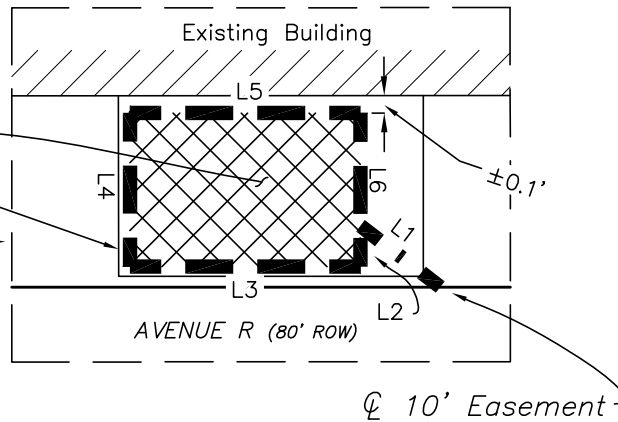 Existing Building
L5
L4
L6
±0.1'
L1
L3
L2
AVENUE R (80' ROW)
℄ 10' Easement